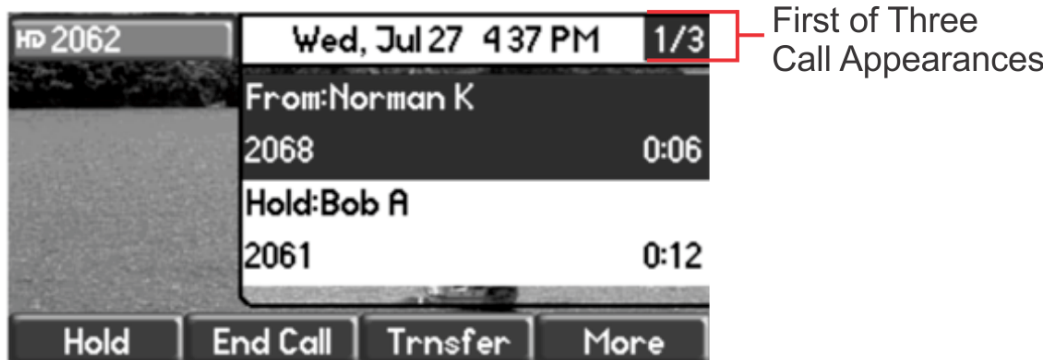 HD 2062
Wed, Jul 27 4 37 PM 1/3
First of Three
Call Appearances
From:Norman K
2068 0:06
Hold:Bob A
2061 0:12
Hold End Call Trnsfer More